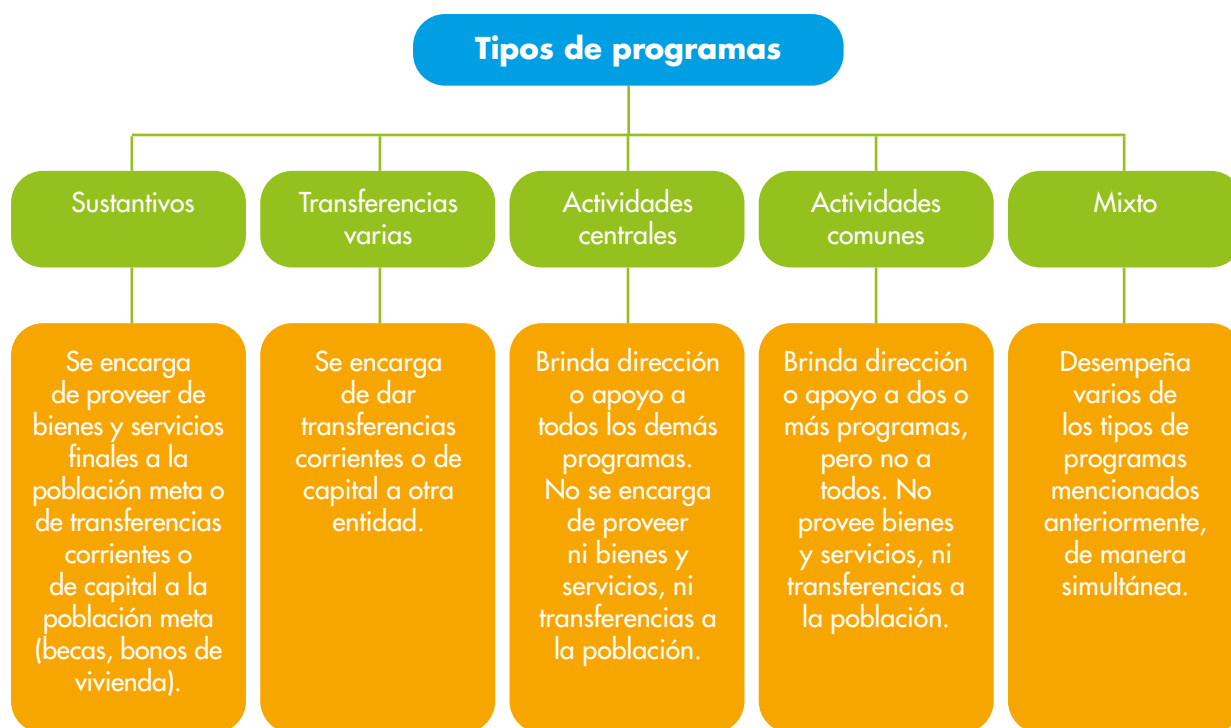 Tipos de programas
Sustantivos
Transferencias
varias
Actividades
centrales
Actividades
comunes
Mixto
Se encarga
de proveer de
bienes y servicios
finales a la
población meta o
de transferencias
corrientes o
de capital a la
población meta
(becas, bonos de
vivienda).
Se encarga
de dar
transferencias
corrientes o de
capital a otra
entidad.
Brinda dirección
o apoyo a
todos los demás
programas.
No se encarga
de proveer
ni bienes y
servicios, ni
transferencias a
la población.
Brinda dirección
o apoyo a dos o
más programas,
pero no a
todos. No
provee bienes
y servicios, ni
transferencias a
la población.
Desempeña
varios de
los tipos de
programas
mencionados
anteriormente,
de manera
simultánea.